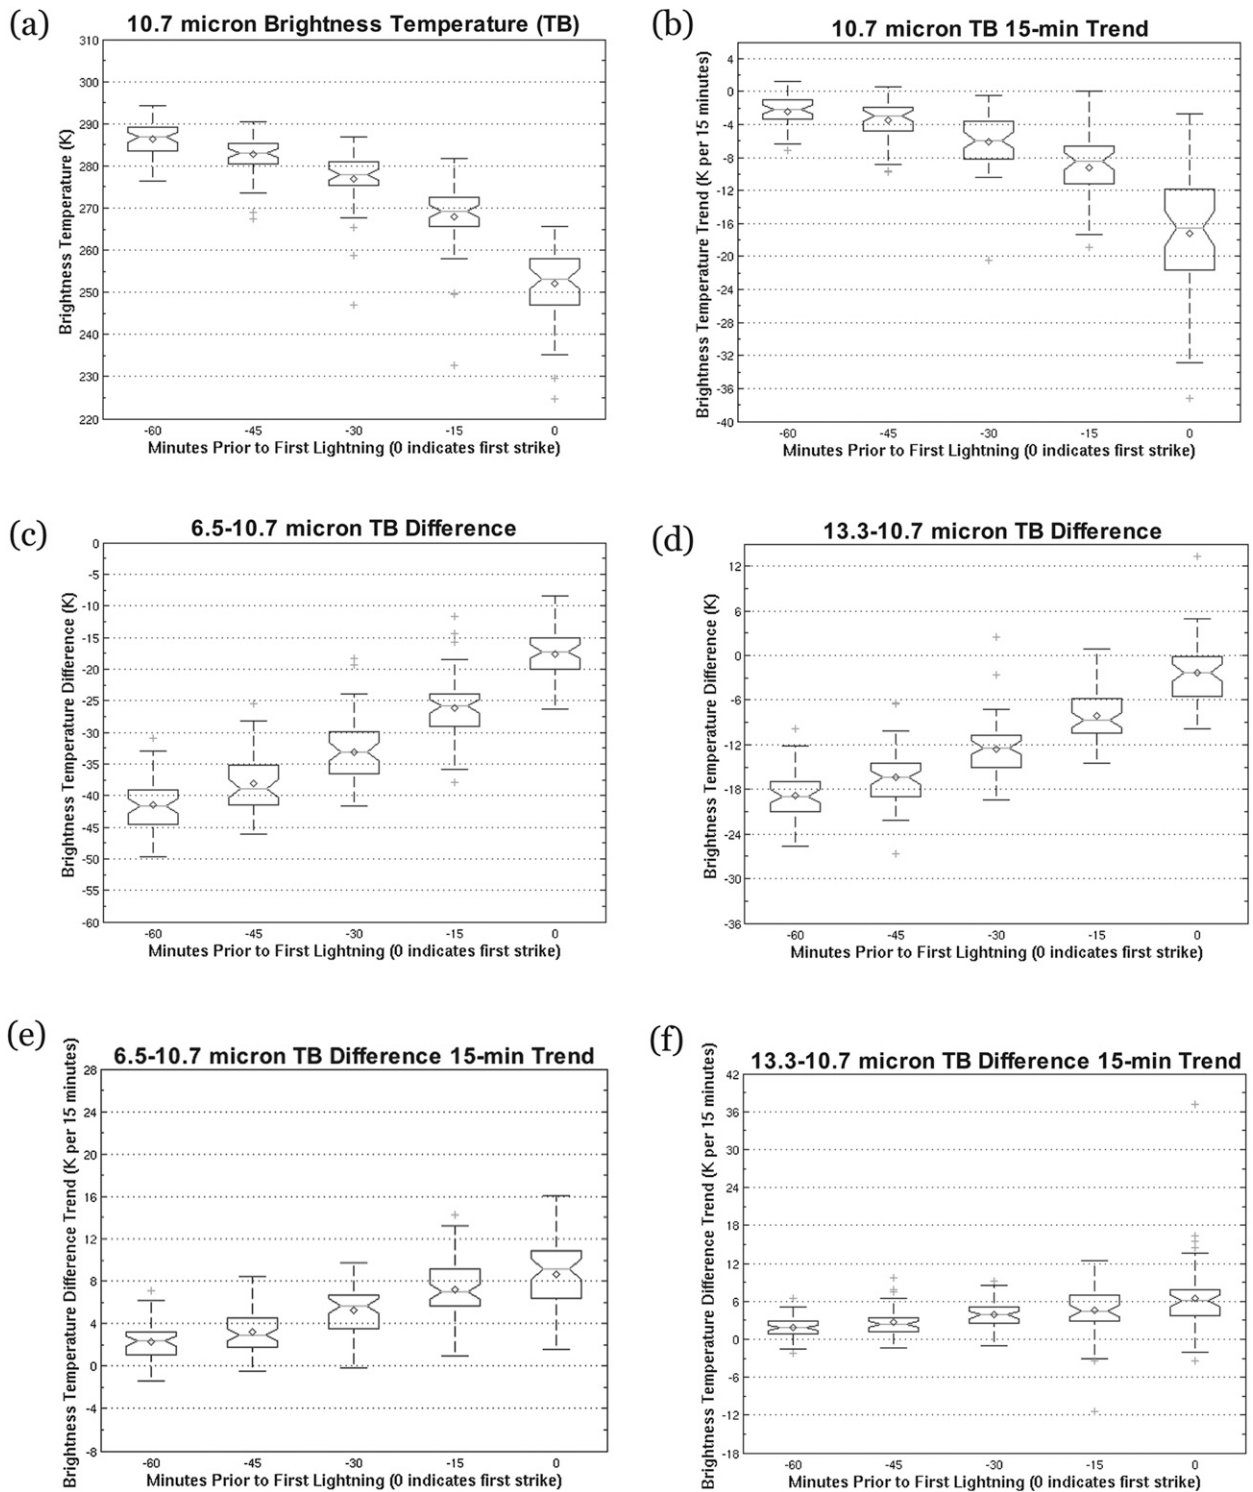 (a)
10.7 micron Brightness Temperature (TB)
Brightness Temperature (K)
310
300
290
280
270
260
250
240
230
220
-60 -45 -30 -15 0
Minutes Prior to First Lightning (0 indicates first strike)
(b)
10.7 micron TB 15-min Trend
Brightness Temperature Trend (K per 15 minutes)
4
0
-4
-8
-12
-16
-20
-24
-28
-32
-36
-40
-60 -45 -30 -15 0
Minutes Prior to First Lightning (0 indicates first strike)
(c)
6.5-10.7 micron TB Difference
Brightness Temperature Difference (K)
0
-5
-10
-15
-20
-25
-30
-35
-40
-45
-50
-55
-60
-60 -45 -30 -15 0
Minutes Prior to First Lightning (0 indicates first strike)
(d)
13.3-10.7 micron TB Difference
Brightness Temperature Difference (K)
12
6
0
-6
-12
-18
-24
-30
-36
-60 -45 -30 -15 0
Minutes Prior to First Lightning (0 indicates first strike)
(e)
6.5-10.7 micron TB Difference 15-min Trend
Brightness Temperature Difference Trend (K per 15 minutes)
28
24
20
16
12
8
4
0
-4
-8
-60 -45 -30 -15 0
Minutes Prior to First Lightning (0 indicates first strike)
(f)
13.3-10.7 micron TB Difference 15-min Trend
Brightness Temperature Difference Trend (K per 15 minutes)
42
36
30
24
18
12
6
0
-6
-12
-18
-60 -45 -30 -15 0
Minutes Prior to First Lightning (0 indicates first strike)